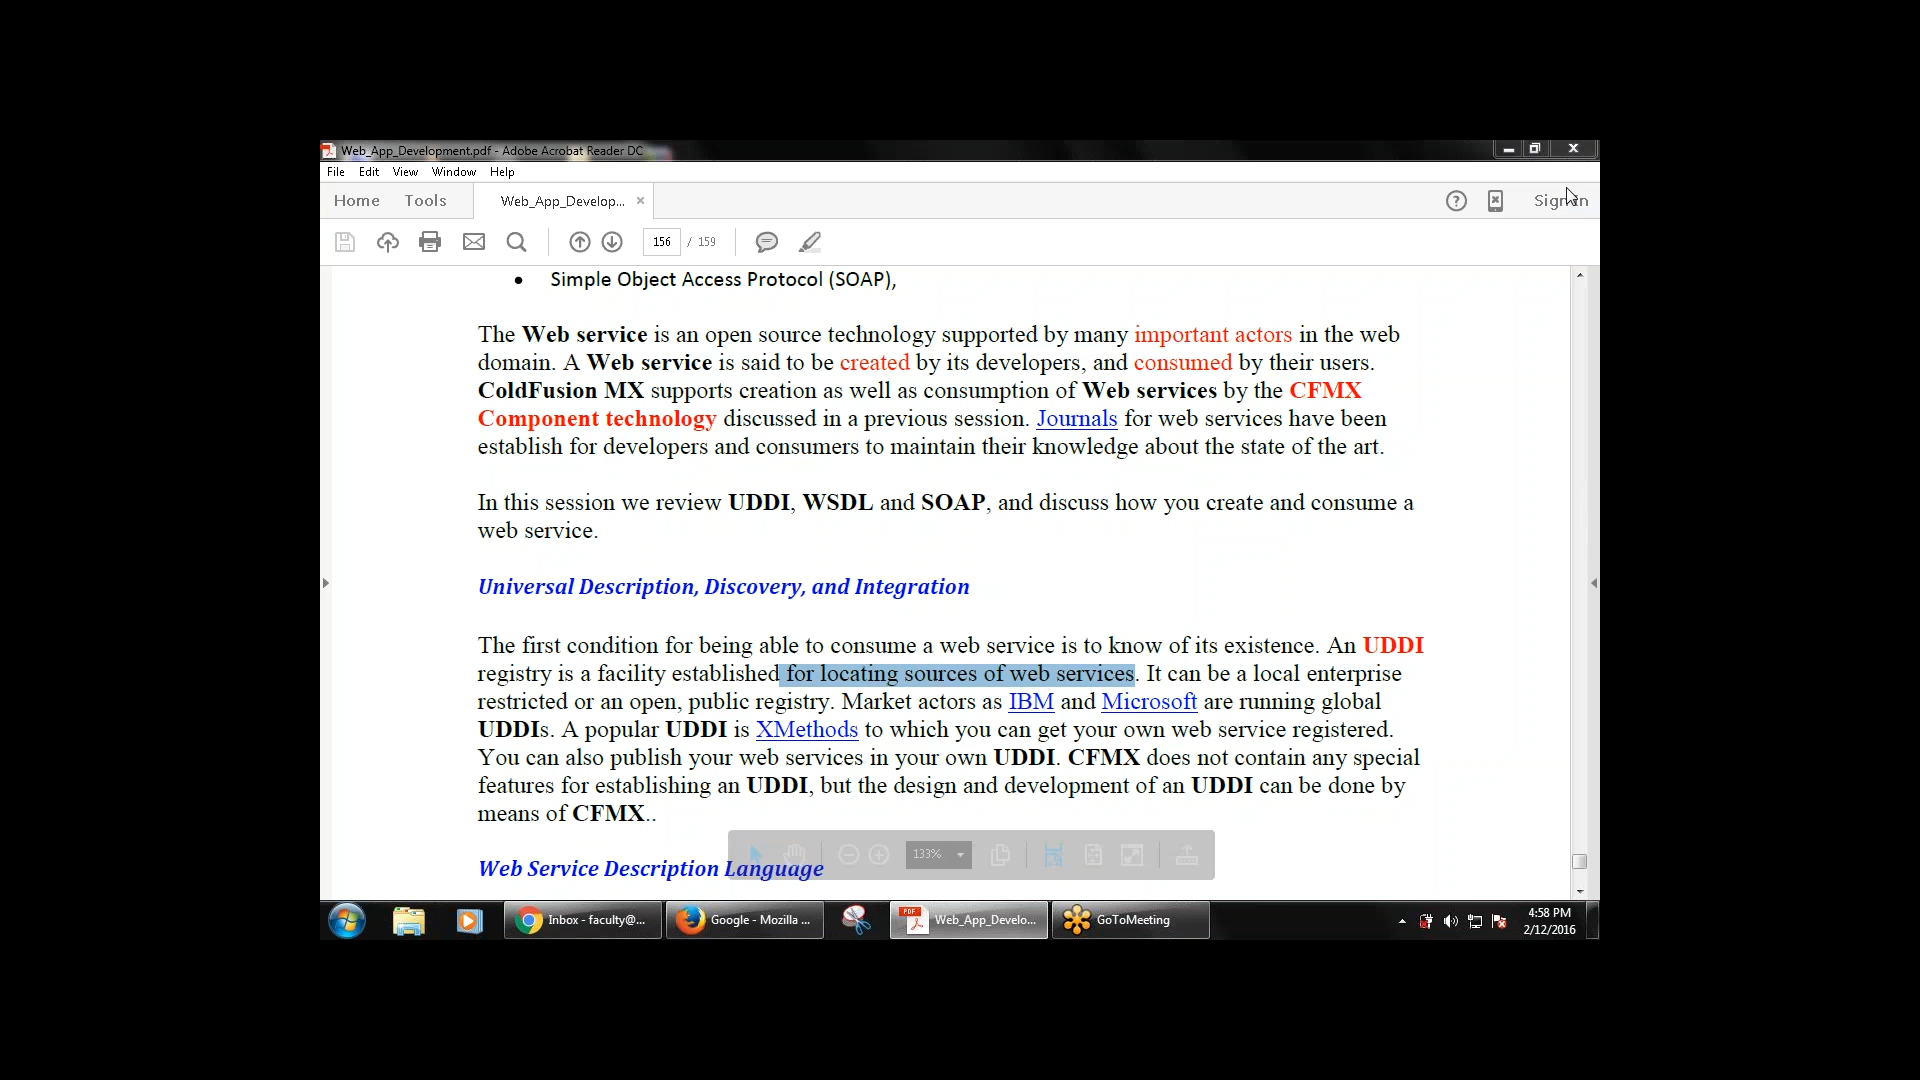 Web_App_Development.pdf - Adobe Acrobat Reader DC
File Edit View Window Help
Home Tools Web_App_Develop...
156 / 159
• Simple Object Access Protocol (SOAP),
The Web service is an open source technology supported by many important actors in the web
domain. A Web service is said to be created by its developers, and consumed by their users.
ColdFusion MX supports creation as well as consumption of Web services by the CFMX
Component technology discussed in a previous session. Journals for web services have been
establish for developers and consumers to maintain their knowledge about the state of the art.
In this session we review UDDI, WSDL and SOAP, and discuss how you create and consume a
web service.
Universal Description, Discovery, and Integration
The first condition for being able to consume a web service is to know of its existence. An UDDI
registry is a facility established for locating sources of web services. It can be a local enterprise
restricted or an open, public registry. Market actors as IBM and Microsoft are running global
UDDIs. A popular UDDI is XMethods to which you can get your own web service registered.
You can also publish your web services in your own UDDI. CFMX does not contain any special
features for establishing an UDDI, but the design and development of an UDDI can be done by
means of CFMX..
133%
Web Service Description Language
Inbox - faculty@... Google - Mozilla ... PDF Web_App_Develo... GoToMeeting
4:58 PM
2/12/2016